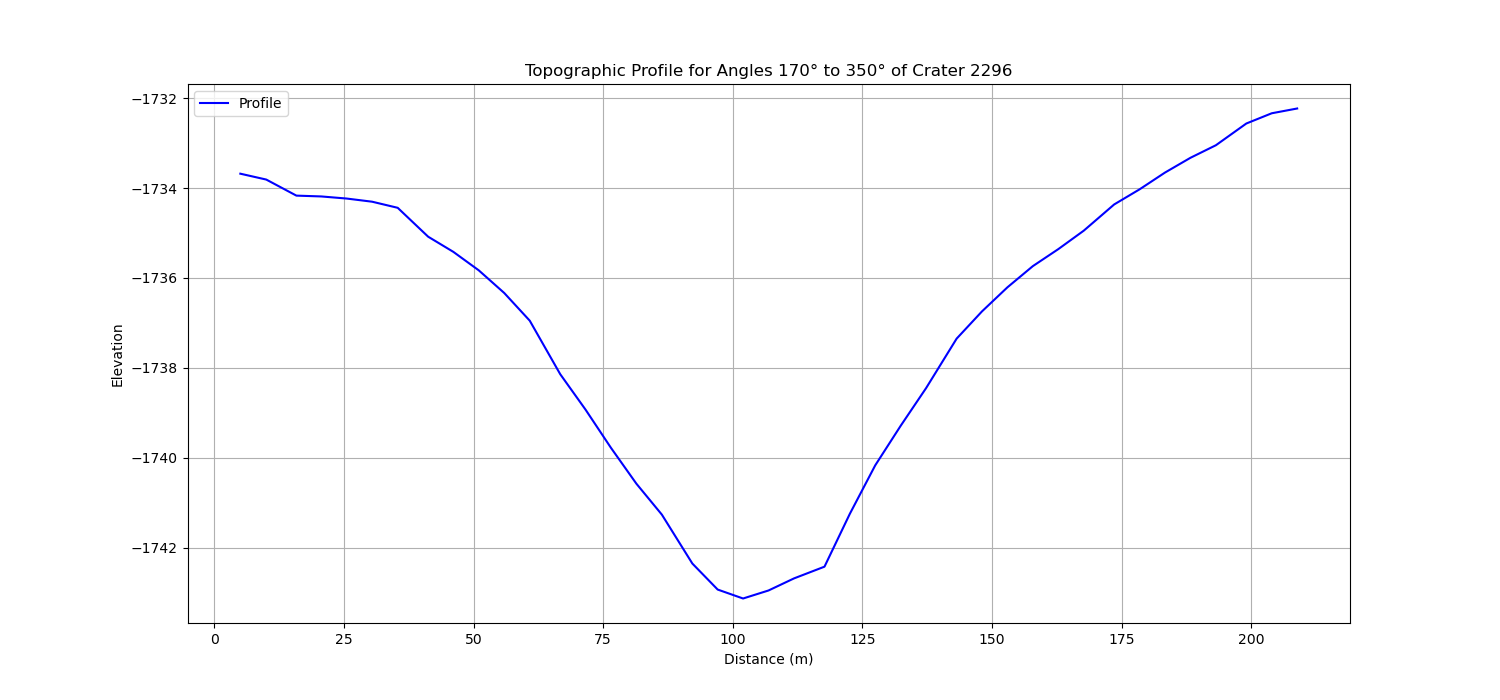 Topographic Profile for Angles 170° to 350° of Crater 2296
Profile
−1732
−1734
−1736
−1738
−1740
−1742
Elevation
0 25 50 75 100 125 150 175 200
Distance (m)